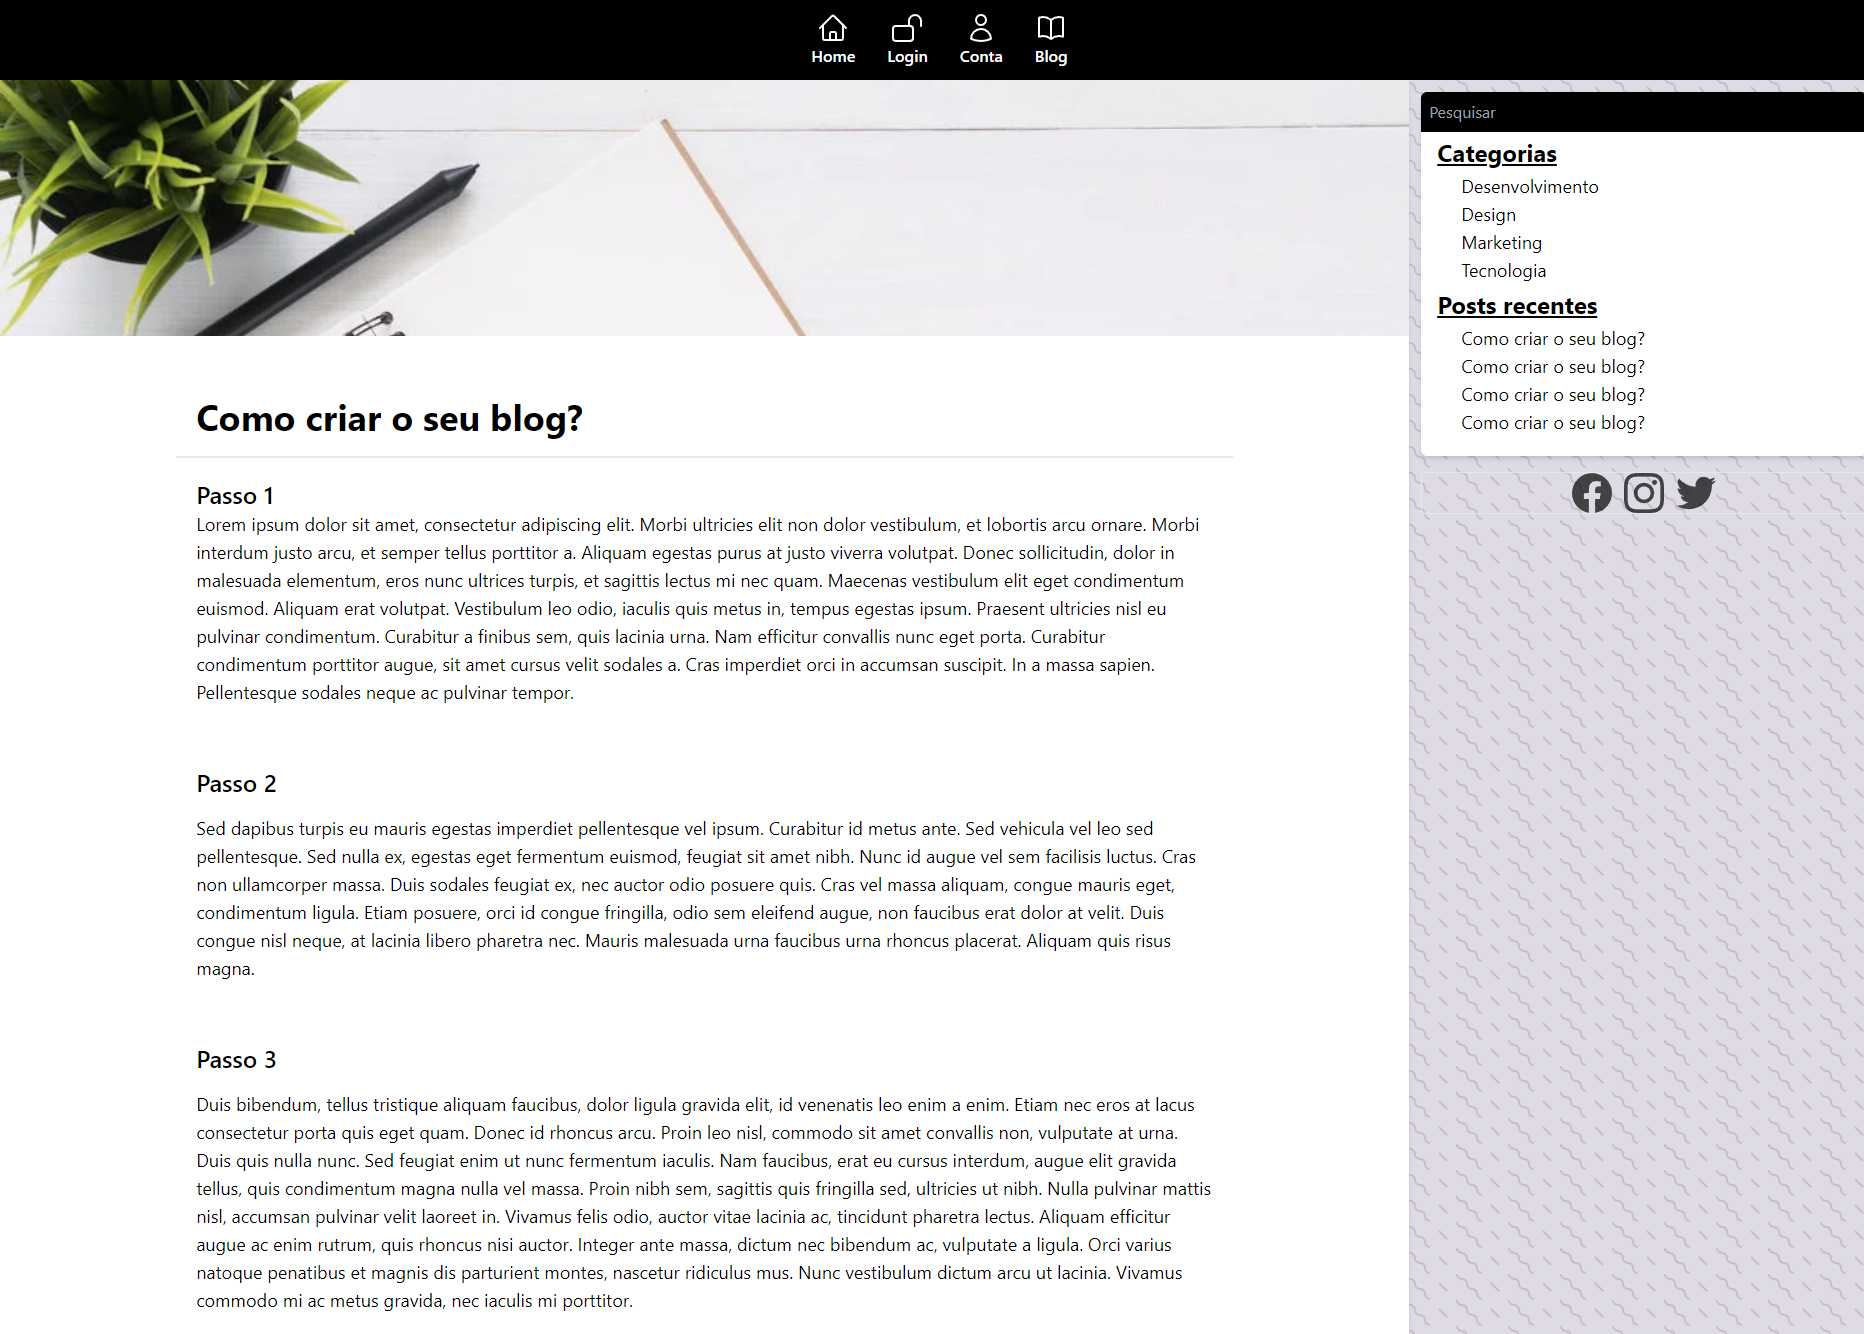 Home Login Conta Blog
Pesquisar
Categorias
Desenvolvimento
Design
Marketing
Tecnologia
Posts recentes
Como criar o seu blog?
Como criar o seu blog?
Como criar o seu blog?
Como criar o seu blog?
Como criar o seu blog?
Passo 1
Lorem ipsum dolor sit amet, consectetur adipiscing elit. Morbi ultricies elit non dolor vestibulum, et lobortis arcu ornare. Morbi
interdum justo arcu, et semper tellus porttitor a. Aliquam egestas purus at justo viverra volutpat. Donec sollicitudin, dolor in
malesuada elementum, eros nunc ultrices turpis, et sagittis lectus mi nec quam. Maecenas vestibulum elit eget condimentum
euismod. Aliquam erat volutpat. Vestibulum leo odio, iaculis quis metus in, tempus egestas ipsum. Praesent ultricies nisl eu
pulvinar condimentum. Curabitur a finibus sem, quis lacinia urna. Nam efficitur convallis nunc eget porta. Curabitur
condimentum porttitor augue, sit amet cursus velit sodales a. Cras imperdiet orci in accumsan suscipit. In a massa sapien.
Pellentesque sodales neque ac pulvinar tempor.
Passo 2
Sed dapibus turpis eu mauris egestas imperdiet pellentesque vel ipsum. Curabitur id metus ante. Sed vehicula vel leo sed
pellentesque. Sed nulla ex, egestas eget fermentum euismod, feugiat sit amet nibh. Nunc id augue vel sem facilisis luctus. Cras
non ullamcorper massa. Duis sodales feugiat ex, nec auctor odio posuere quis. Cras vel massa aliquam, congue mauris eget,
condimentum ligula. Etiam posuere, orci id congue fringilla, odio sem eleifend augue, non faucibus erat dolor at velit. Duis
congue nisl neque, at lacinia libero pharetra nec. Mauris malesuada urna faucibus urna rhoncus placerat. Aliquam quis risus
magna.
Passo 3
Duis bibendum, tellus tristique aliquam faucibus, dolor ligula gravida elit, id venenatis leo enim a enim. Etiam nec eros at lacus
consectetur porta quis eget quam. Donec id rhoncus arcu. Proin leo nisl, commodo sit amet convallis non, vulputate at urna.
Duis quis nulla nunc. Sed feugiat enim ut nunc fermentum iaculis. Nam faucibus, erat eu cursus interdum, augue elit gravida
tellus, quis condimentum magna nulla vel massa. Proin nibh sem, sagittis quis fringilla sed, ultricies ut nibh. Nulla pulvinar mattis
nisl, accumsan pulvinar velit laoreet in. Vivamus felis odio, auctor vitae lacinia ac, tincidunt pharetra lectus. Aliquam efficitur
augue ac enim rutrum, quis rhoncus nisi auctor. Integer ante massa, dictum nec bibendum ac, vulputate a ligula. Orci varius
natoque penatibus et magnis dis parturient montes, nascetur ridiculus mus. Nunc vestibulum dictum arcu ut lacinia. Vivamus
commodo mi ac metus gravida, nec iaculis mi porttitor.